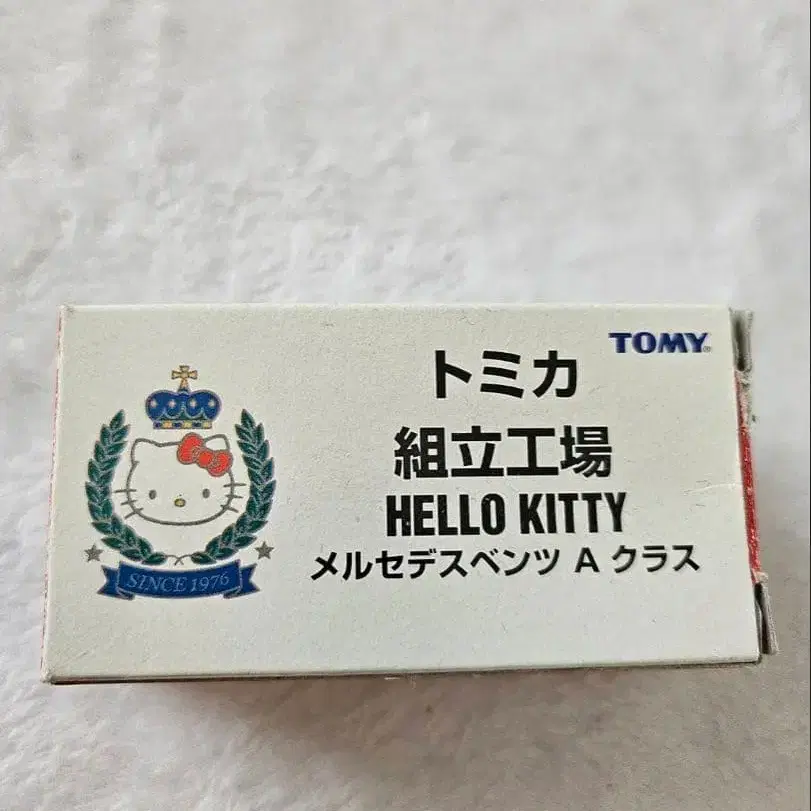 TOMY
トミカ
組立工場
HELLO KITTY
メルセデスベンツ A クラス
SINCE 1976